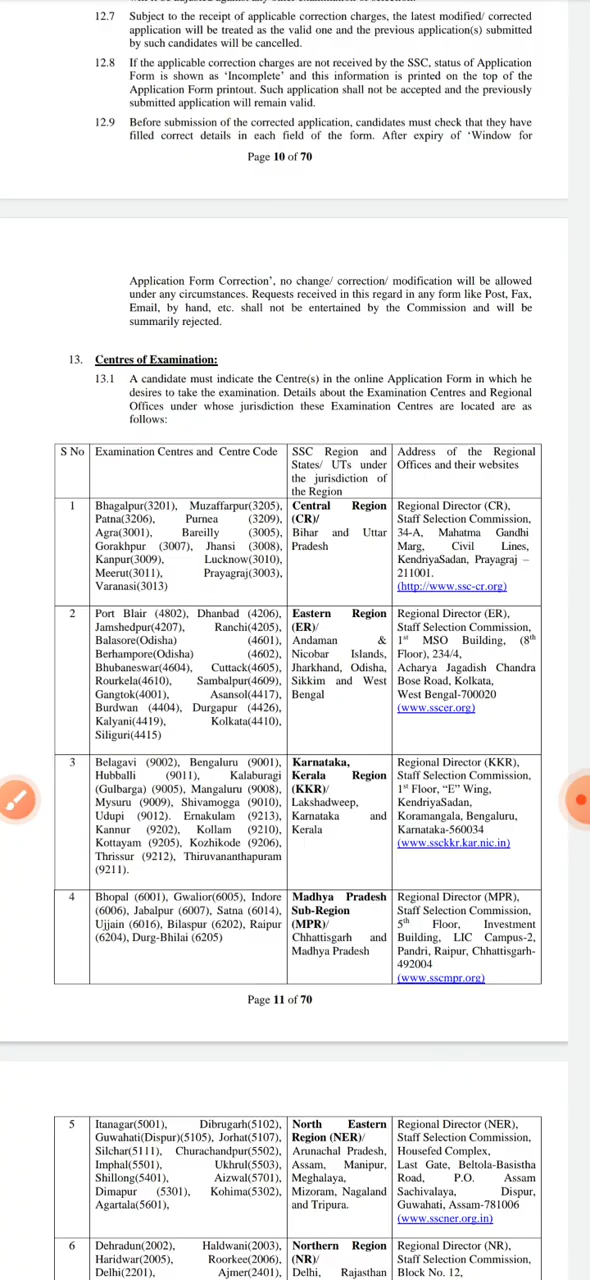 12.7 Subject to the receipt of applicable correction charges, the latest modified/ corrected
application will be treated as the valid one and the previous application(s) submitted
by such candidates will be cancelled.
12.8 If the applicable correction charges are not received by the SSC, status of Application
Form is shown as ‘Incomplete’ and this information is printed on the top of the
Application Form printout. Such application shall not be accepted and the previously
submitted application will remain valid.
12.9 Before submission of the corrected application, candidates must check that they have
filled correct details in each field of the form. After expiry of ‘Window for
Page 10 of 70
Application Form Correction’, no change/ correction/ modification will be allowed
under any circumstances. Requests received in this regard in any form like Post, Fax,
Email, by hand, etc. shall not be entertained by the Commission and will be
summarily rejected.
13. Centres of Examination:
13.1 A candidate must indicate the Centre(s) in the online Application Form in which he
desires to take the examination. Details about the Examination Centres and Regional
Offices under whose jurisdiction these Examination Centres are located are as
follows:
S No Examination Centres and Centre Code SSC Region and Address of the Regional
States/ UTs under Offices and their websites
the jurisdiction of
the Region
1 Bhagalpur(3201), Muzaffarpur(3205), Central Region Regional Director (CR),
Patna(3206), Purnea (3209), (CR)/ Staff Selection Commission,
Agra(3001), Bareilly (3005), Bihar and Uttar 34-A, Mahatma Gandhi
Gorakhpur (3007), Jhansi (3008), Pradesh Marg, Civil Lines,
Kanpur(3009), Lucknow(3010), KendriyaSadan, Prayagraj –
Meerut(3011), Prayagraj(3003), 211001.
Varanasi(3013) (http://www.ssc-cr.org)
2 Port Blair (4802), Dhanbad (4206), Eastern Region Regional Director (ER),
Jamshedpur(4207), Ranchi(4205), (ER)/ Staff Selection Commission,
Balasore(Odisha) (4601), Andaman & 1st MSO Building, (8th
Berhampore(Odisha) (4602), Nicobar Islands, Floor), 234/4,
Bhubaneswar(4604), Cuttack(4605), Jharkhand, Odisha, Acharya Jagadish Chandra
Rourkela(4610), Sambalpur(4609), Sikkim and West Bose Road, Kolkata,
Gangtok(4001), Asansol(4417), Bengal West Bengal-700020
Burdwan (4404), Durgapur (4426), (www.sscer.org)
Kalyani(4419), Kolkata(4410),
Siliguri(4415)
3 Belagavi (9002), Bengaluru (9001), Karnataka, Regional Director (KKR),
Hubballi (9011), Kalaburagi Kerala Region Staff Selection Commission,
(Gulbarga) (9005), Mangaluru (9008), (KKR)/ 1st Floor, “E” Wing,
Mysuru (9009), Shivamogga (9010), Lakshadweep, KendriyaSadan,
Udupi (9012). Ernakulam (9213), Karnataka and Koramangala, Bengaluru,
Kannur (9202), Kollam (9210), Kerala Karnataka-560034
Kottayam (9205), Kozhikode (9206), (www.ssckkr.kar.nic.in)
Thrissur (9212), Thiruvananthapuram
(9211).
4 Bhopal (6001), Gwalior(6005), Indore Madhya Pradesh Regional Director (MPR),
(6006), Jabalpur (6007), Satna (6014), Sub-Region Staff Selection Commission,
Ujjain (6016), Bilaspur (6202), Raipur (MPR)/ 5th Floor, Investment
(6204), Durg-Bhilai (6205) Chhattisgarh and Building, LIC Campus-2,
Madhya Pradesh Pandri, Raipur, Chhattisgarh-
492004
(www.sscmpr.org)
Page 11 of 70
5 Itanagar(5001), Dibrugarh(5102), North Eastern Regional Director (NER),
Guwahati(Dispur)(5105), Jorhat(5107), Region (NER)/ Staff Selection Commission,
Silchar(5111), Churachandpur(5502), Arunachal Pradesh, Housefed Complex,
Imphal(5501), Ukhrul(5503), Assam, Manipur, Last Gate, Beltola-Basistha
Shillong(5401), Aizwal(5701), Meghalaya, Road, P.O. Assam
Dimapur (5301), Kohima(5302), Mizoram, Nagaland Sachivalaya, Dispur,
Agartala(5601), and Tripura. Guwahati, Assam-781006
(www.sscner.org.in)
6 Dehradun(2002), Haldwani(2003), Northern Region Regional Director (NR),
Haridwar(2005), Roorkee(2006), (NR)/ Staff Selection Commission,
Delhi(2201), Ajmer(2401), Delhi, Rajasthan Block No. 12,